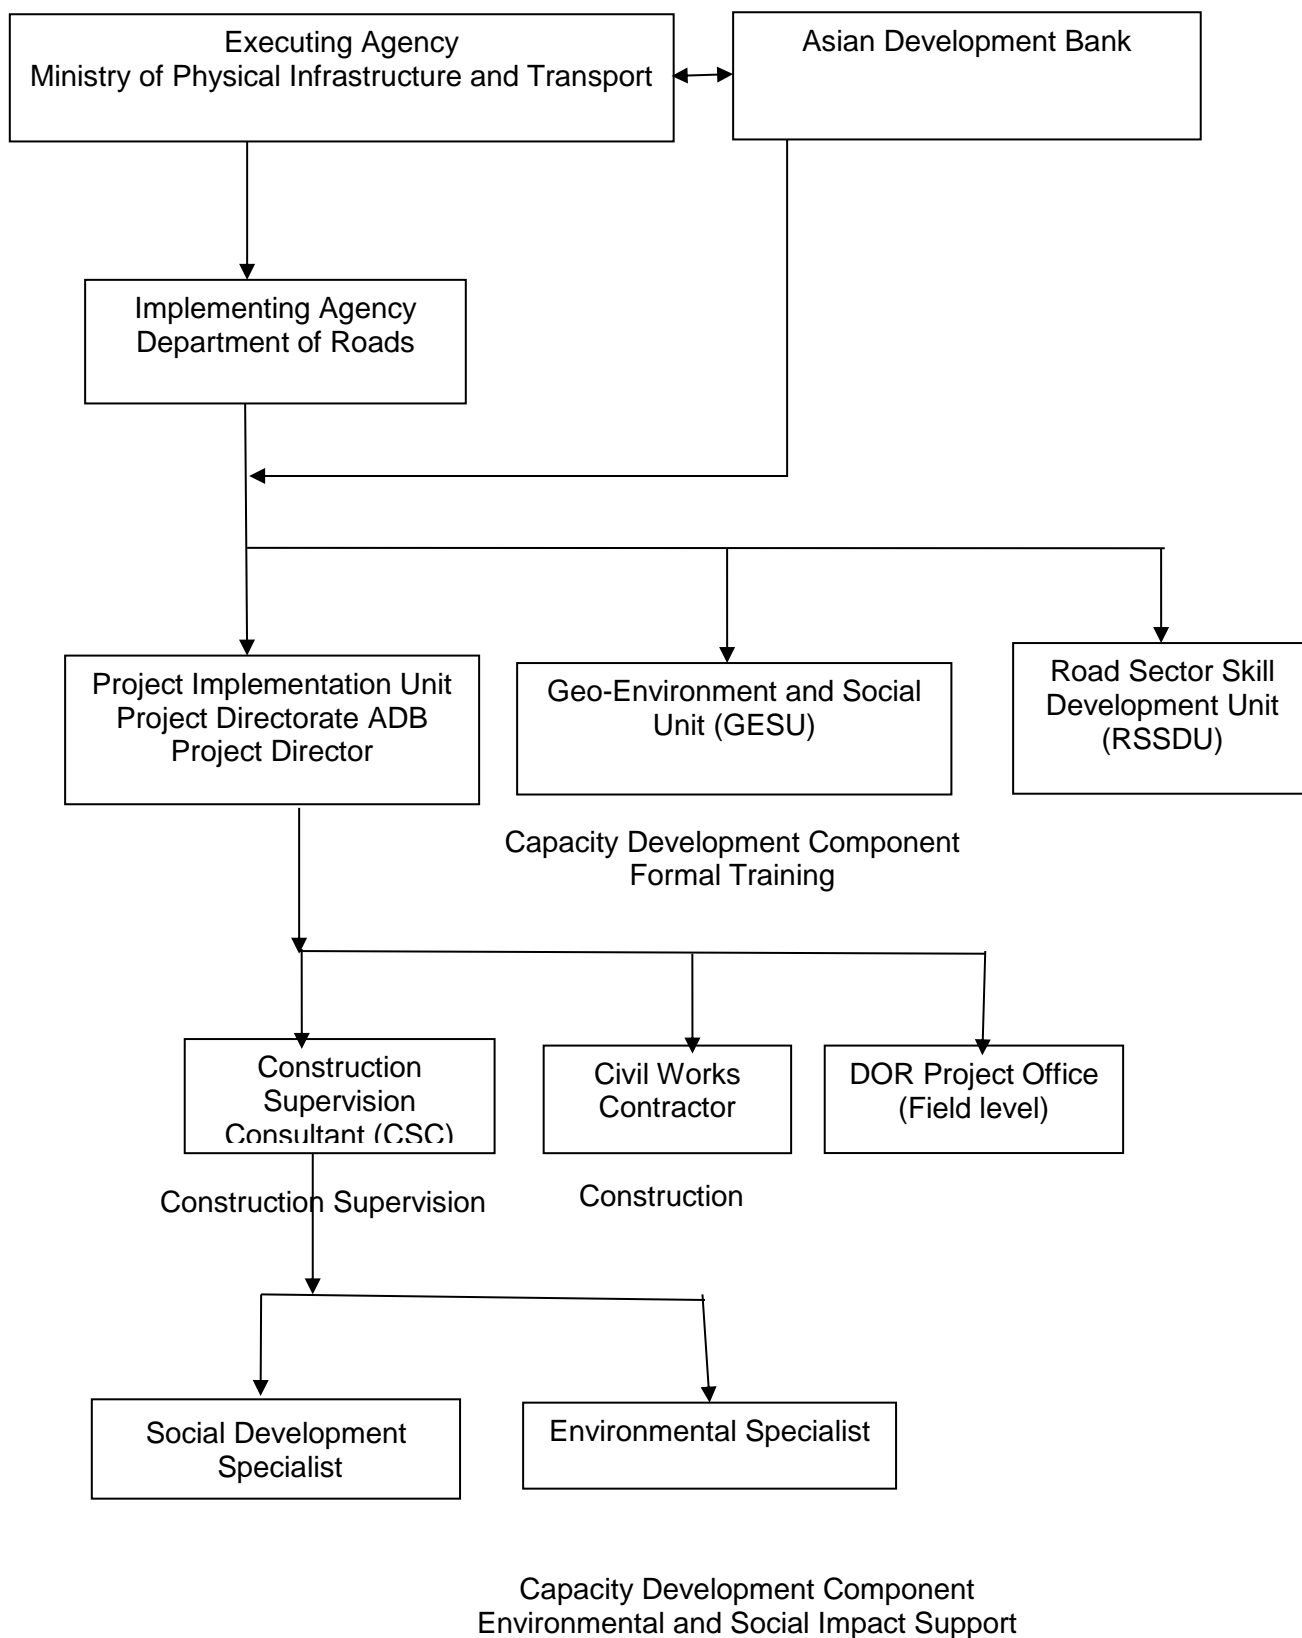 Executing Agency
Ministry of Physical Infrastructure and Transport
Asian Development Bank
Implementing Agency
Department of Roads
Project Implementation Unit
Project Directorate ADB
Project Director
Geo-Environment and Social
Unit (GESU)
Road Sector Skill
Development Unit
(RSSDU)
Capacity Development Component
Formal Training
Construction
Supervision
Consultant (CSC)
Civil Works
Contractor
DOR Project Office
(Field level)
Construction Supervision
Construction
Social Development
Specialist
Environmental Specialist
Capacity Development Component
Environmental and Social Impact Support